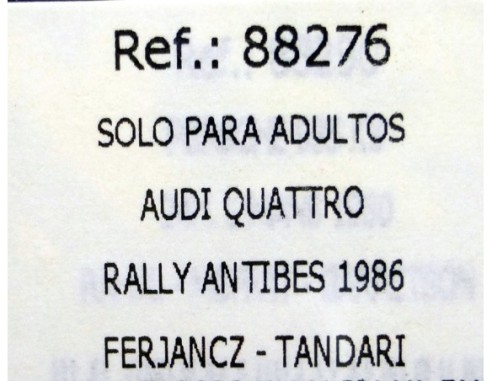 Ref.: 88276
SOLO PARA ADULTOS
AUDI QUATTRO
RALLY ANTIBES 1986
FERJANCZ - TANDARI